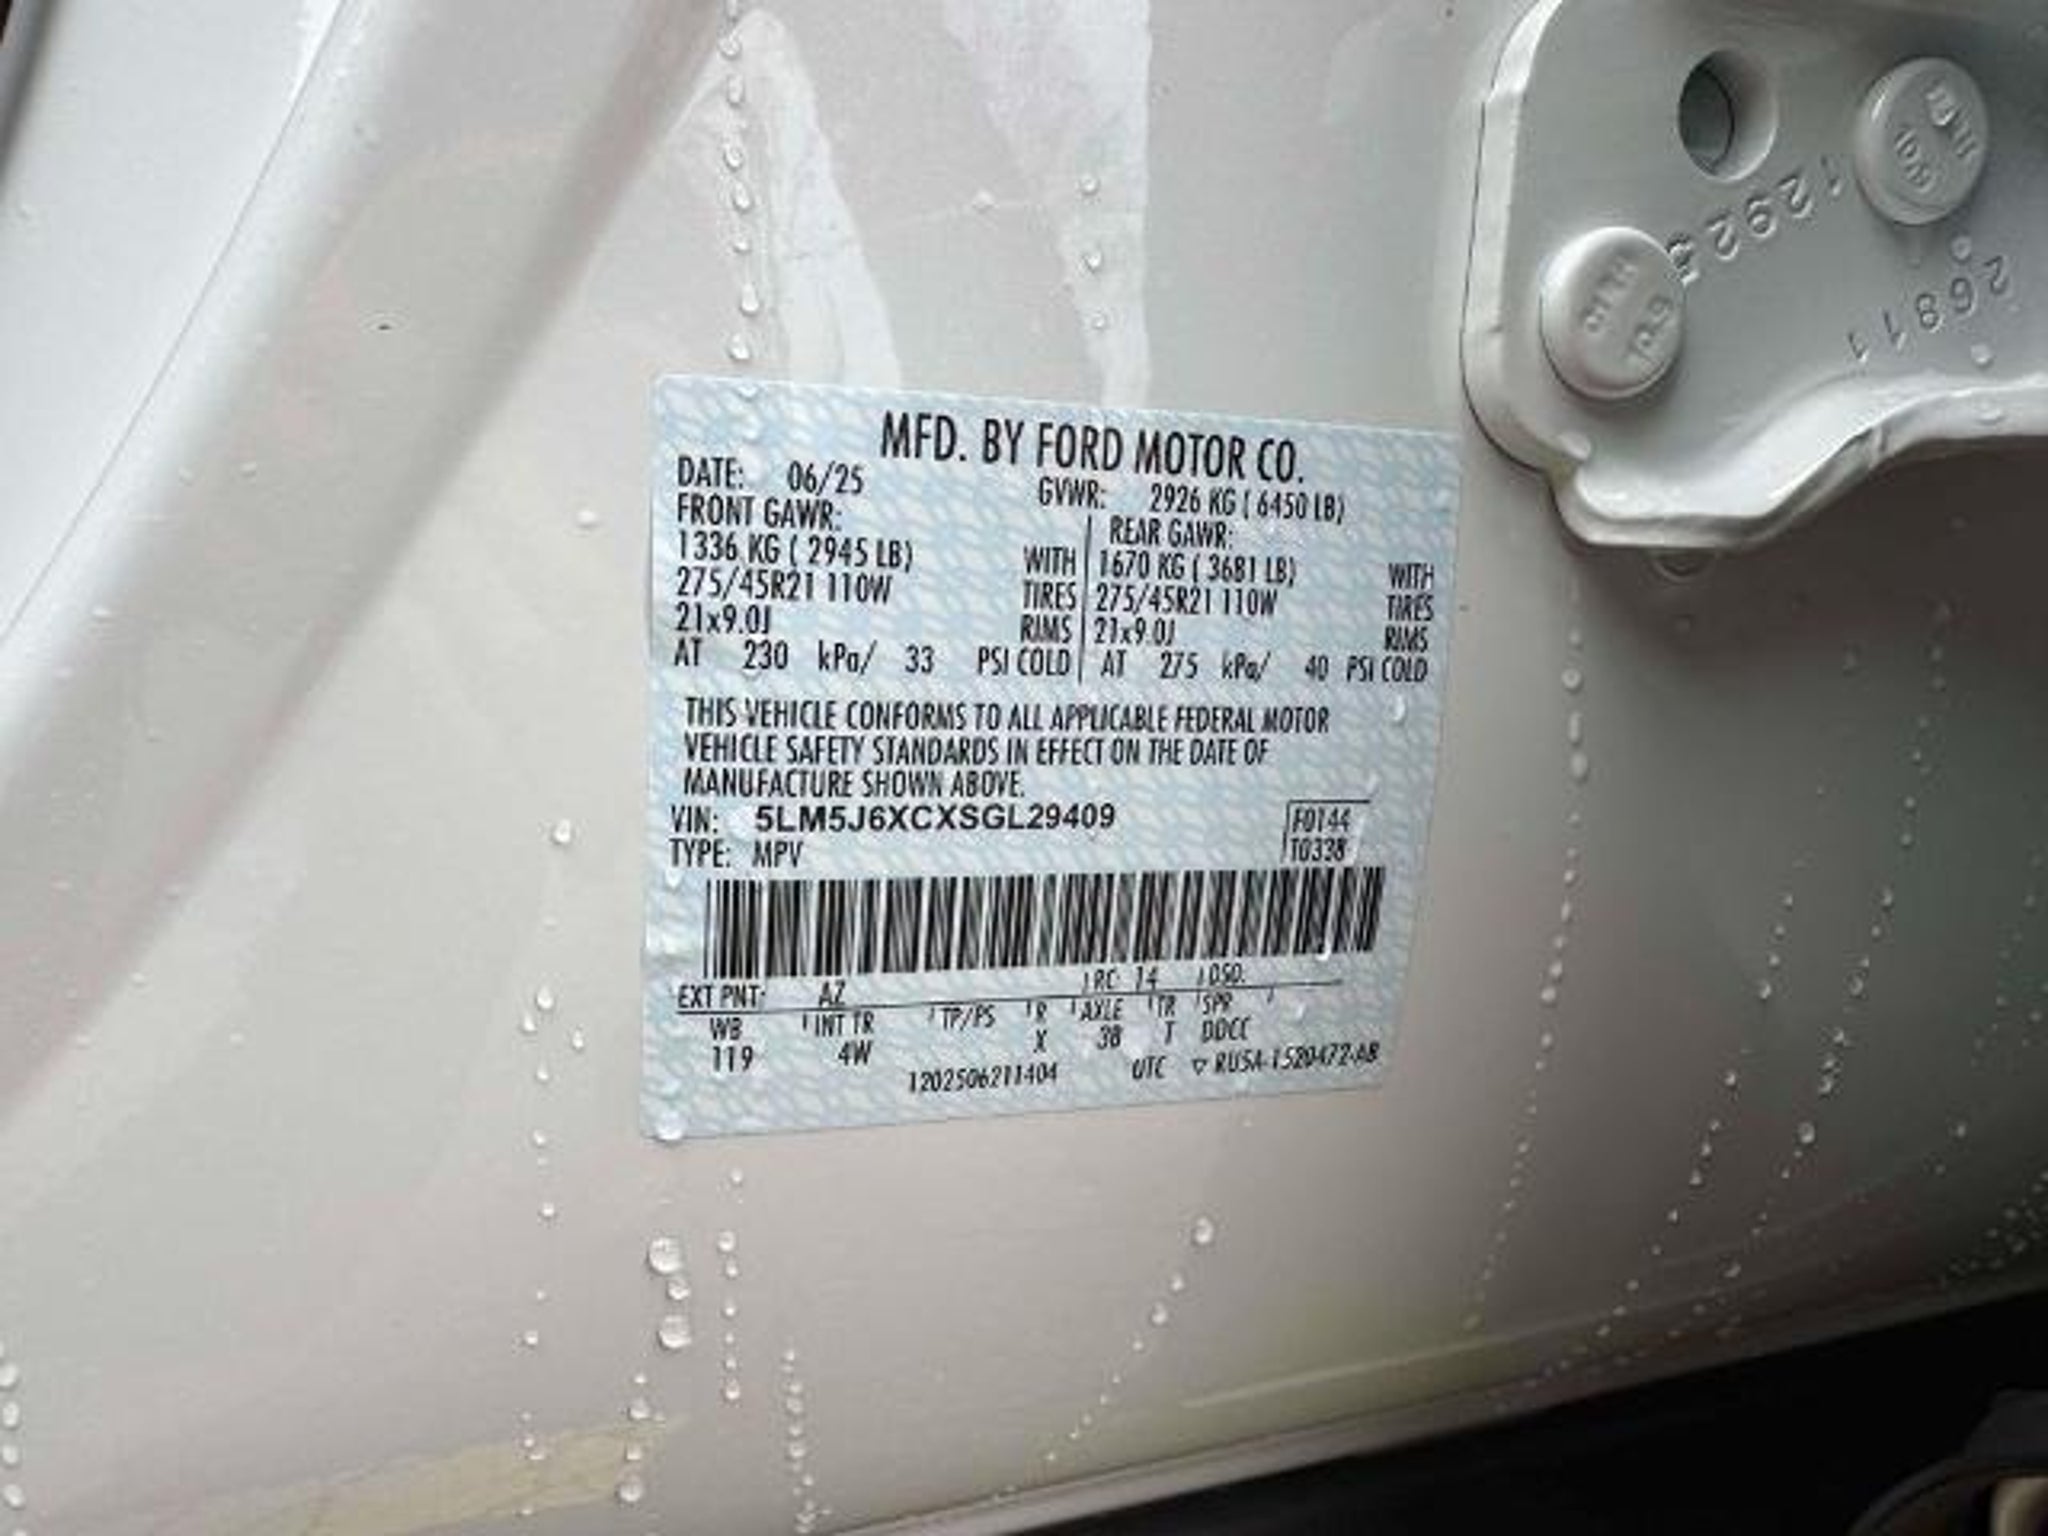 MFD. BY FORD MOTOR CO.
DATE: 06/25 GVWR: 2926 KG ( 6450 LB)
FRONT GAWR: REAR GAWR:
1336 KG ( 2945 LB) WITH 1670 KG ( 3681 LB) WITH
275/45R21 110W TIRES 275/45R21 110W TIRES
21x9.0J RIMS 21x9.0J RIMS
AT 230 kPa/ 33 PSI COLD AT 275 kPa/ 40 PSI COLD
THIS VEHICLE CONFORMS TO ALL APPLICABLE FEDERAL MOTOR
VEHICLE SAFETY STANDARDS IN EFFECT ON THE DATE OF
MANUFACTURE SHOWN ABOVE.
VIN: 5LM5J6XCXSGL29409 F0144
TYPE: MPV T0338
EXT PNT: AZ RC: 14 DSO:
WB INT TR TP/PS R AXLE TR SPR
119 4W X 38 T DDCC
1202506211404 UTC ▽ RU5A-1520472-AB
12925
26811